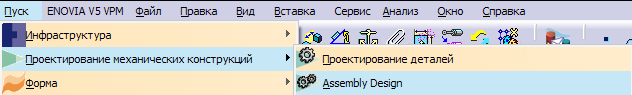 Пуск ENOVIA V5 VPM Файл Правка Вид Вставка Сервис Анализ Окно Справка
Инфраструктура
Проектирование механических конструкций Проектирование деталей
Форма Assembly Design